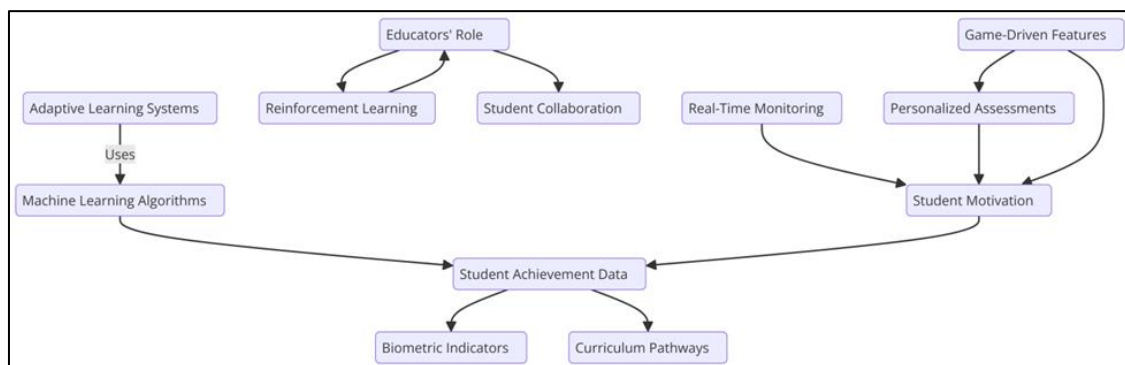 Educators' Role
Game-Driven Features
Adaptive Learning Systems
Reinforcement Learning
Student Collaboration
Real-Time Monitoring
Personalized Assessments
Uses
Machine Learning Algorithms
Student Motivation
Student Achievement Data
Biometric Indicators
Curriculum Pathways